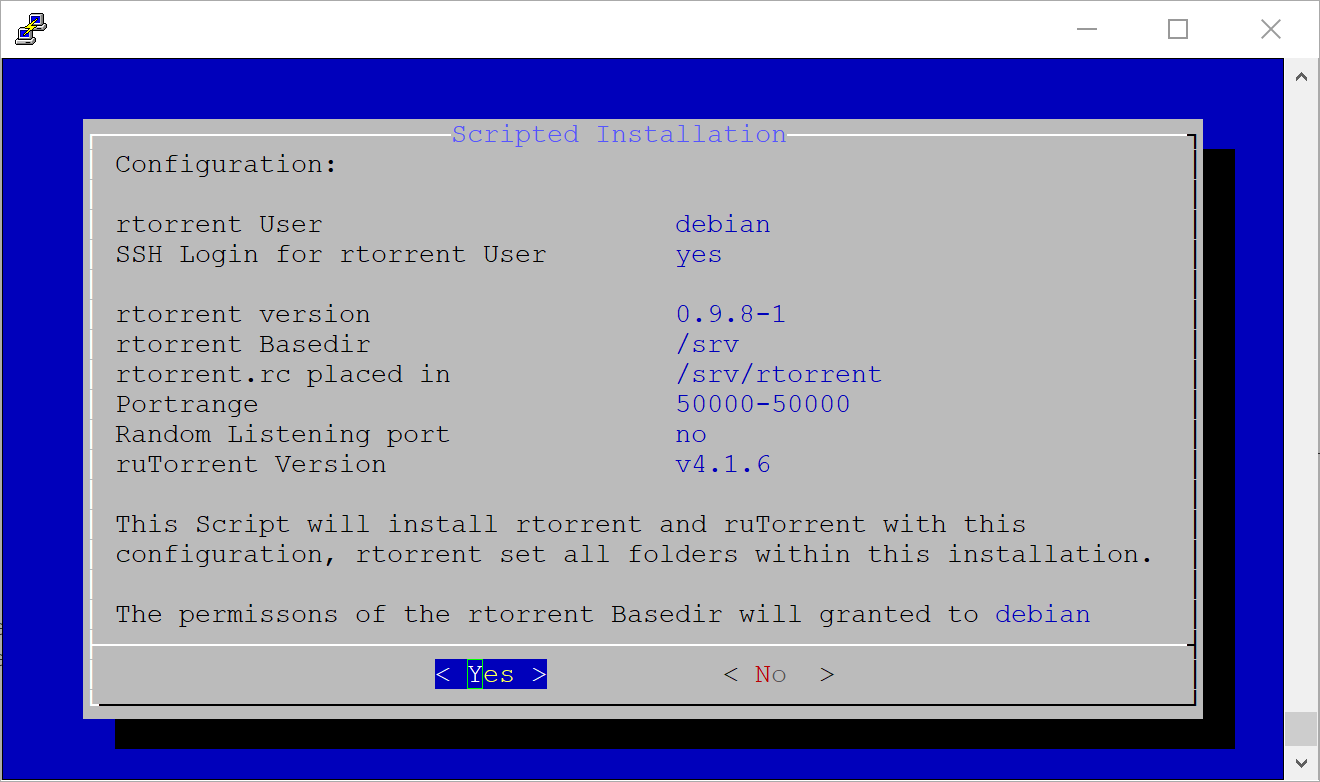 Scripted Installation
Configuration:
rtorrent User debian
SSH Login for rtorrent User yes
rtorrent version 0.9.8-1
rtorrent Basedir /srv
rtorrent.rc placed in /srv/rtorrent
Portrange 50000-50000
Random Listening port no
ruTorrent Version v4.1.6
This Script will install rtorrent and ruTorrent with this
configuration, rtorrent set all folders within this installation.
The permissons of the rtorrent Basedir will granted to debian
< Yes > < No >